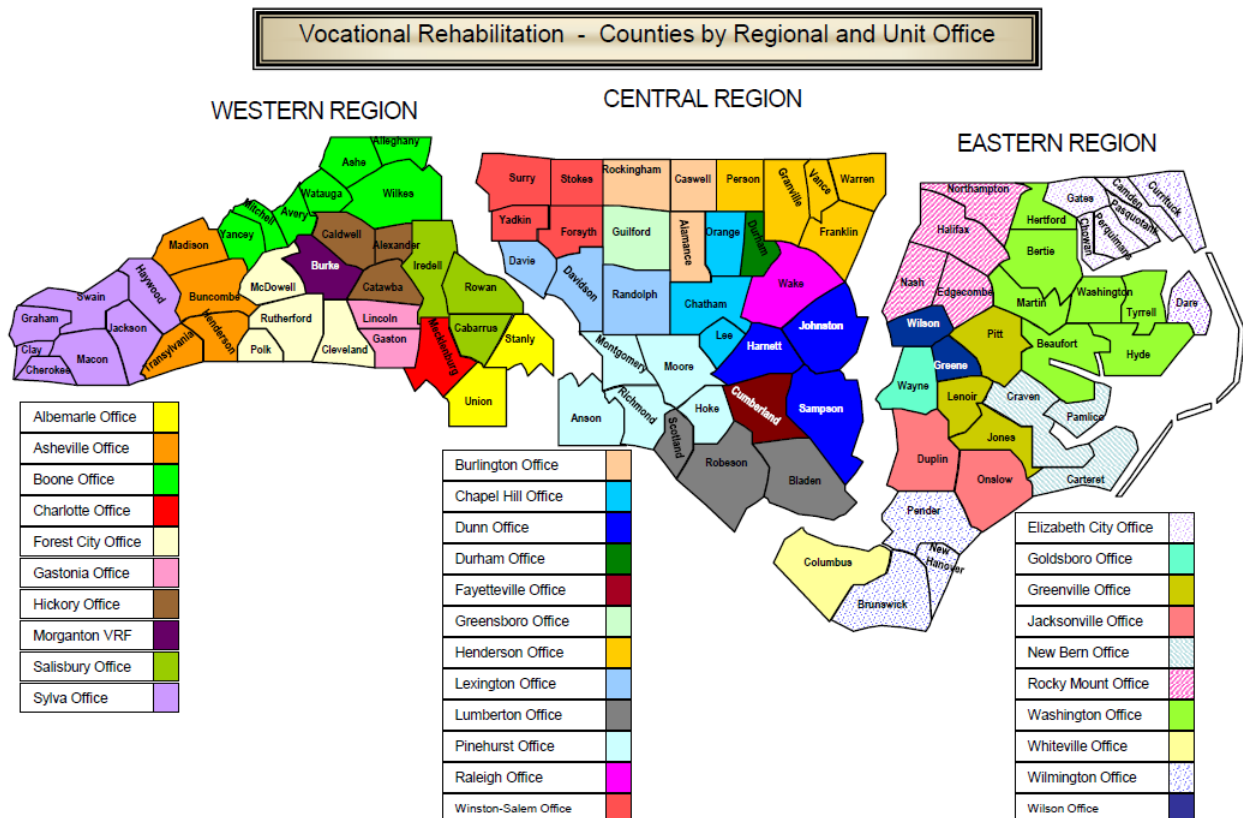 Vocational Rehabilitation - Counties by Regional and Unit Office
WESTERN REGION
CENTRAL REGION
EASTERN REGION
Alleghany
Ashe
Watauga
Wilkes
Mitchell
Avery
Yancey
Madison
Caldwell
Alexander
Burke
Iredell
Haywood
Swain
Buncombe
McDowell
Catawba
Rowan
Graham
Jackson
Henderson
Rutherford
Lincoln
Cabarrus
Clay
Macon
Transylvania
Polk
Cleveland
Gaston
Mecklenburg
Stanly
Cherokee
Union
Surry
Stokes
Rockingham
Caswell
Person
Granville
Vance
Warren
Yadkin
Forsyth
Guilford
Alamance
Orange
Durham
Franklin
Davie
Davidson
Randolph
Chatham
Wake
Johnston
Lee
Harnett
Montgomery
Moore
Anson
Richmond
Hoke
Cumberland
Sampson
Scotland
Robeson
Bladen
Northampton
Gates
Camden
Currituck
Hertford
Pasquotank
Halifax
Chowan
Perquimans
Bertie
Nash
Edgecombe
Martin
Washington
Tyrrell
Dare
Wilson
Pitt
Beaufort
Hyde
Greene
Wayne
Lenoir
Craven
Pamlico
Jones
Duplin
Onslow
Carteret
Pender
New
Hanover
Columbus
Brunswick
Albemarle Office
Asheville Office
Boone Office
Charlotte Office
Forest City Office
Gastonia Office
Hickory Office
Morganton VRF
Salisbury Office
Sylva Office
Burlington Office
Chapel Hill Office
Dunn Office
Durham Office
Fayetteville Office
Greensboro Office
Henderson Office
Lexington Office
Lumberton Office
Pinehurst Office
Raleigh Office
Winston-Salem Office
Elizabeth City Office
Goldsboro Office
Greenville Office
Jacksonville Office
New Bern Office
Rocky Mount Office
Washington Office
Whiteville Office
Wilmington Office
Wilson Office